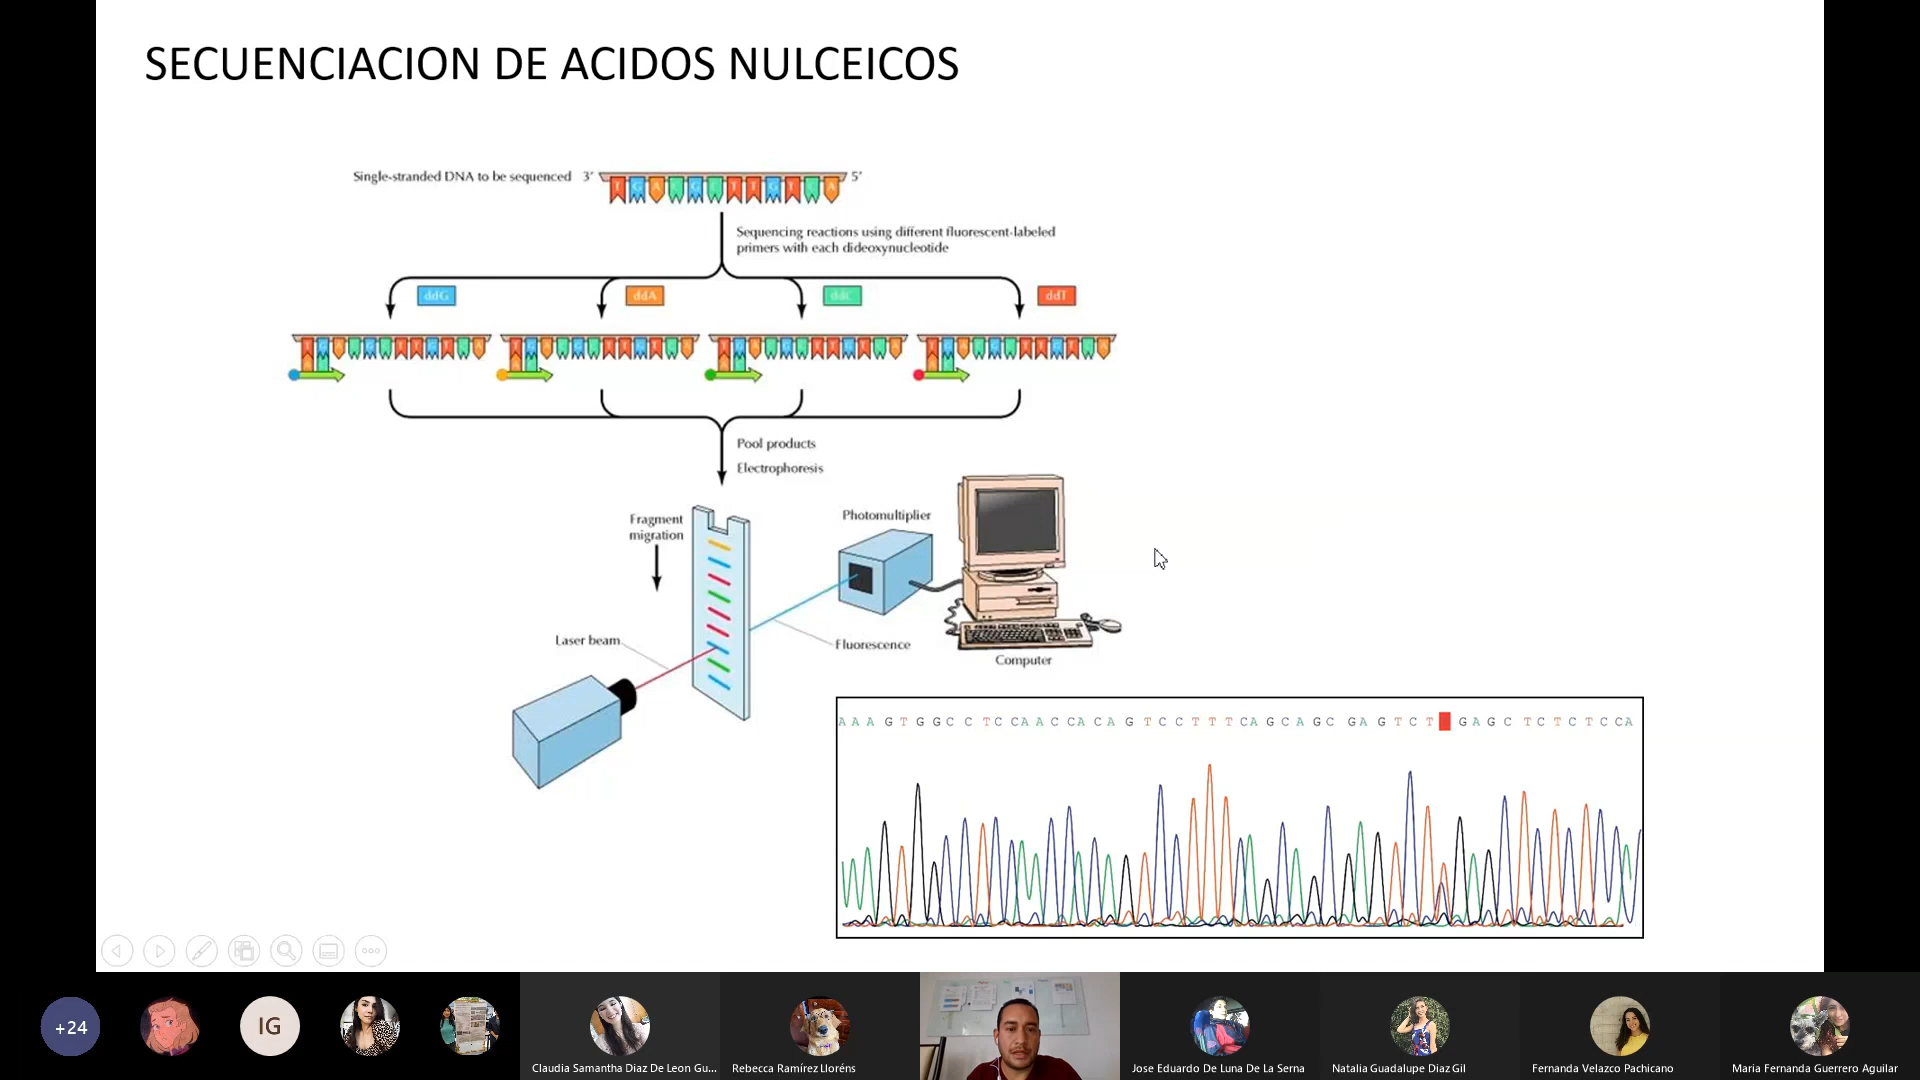 SECUENCIACION DE ACIDOS NULCEICOS
Single-stranded DNA to be sequenced 3' 5'
Sequencing reactions using different fluorescent-labeled
primers with each dideoxynucleotide
ddG ddA ddC ddT
Pool products
Electrophoresis
Fragment
migration
Photomultiplier
Laser beam
Fluorescence
Computer
A A A G T G G C C T C C A A C C A C A G T C C T T T C A G C A G C G A G T C T G A G C T C T C T C C A
+24
IG
Claudia Samantha Diaz De Leon Gu...
Rebecca Ramírez Lloréns
Jose Eduardo De Luna De La Serna
Natalia Guadalupe Diaz Gil
Fernanda Velazco Pachicano
Maria Fernanda Guerrero Aguilar